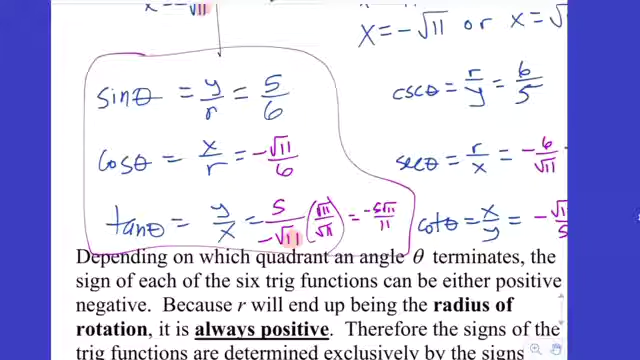 x = -√11
x = -√11 or x = √
sinθ = y/r = 5/6
cscθ = r/y = 6/5
cosθ = x/r = -√11/6
secθ = r/x = -6/√11
tanθ = y/x = 5/-√11 (√11/√11) = -5√11/11
cotθ = x/y = -√11/5
Depending on which quadrant an angle θ terminates, the
sign of each of the six trig functions can be either positive
negative. Because r will end up being the radius of
rotation, it is always positive. Therefore the signs of the
trig functions are determined exclusively by the signs